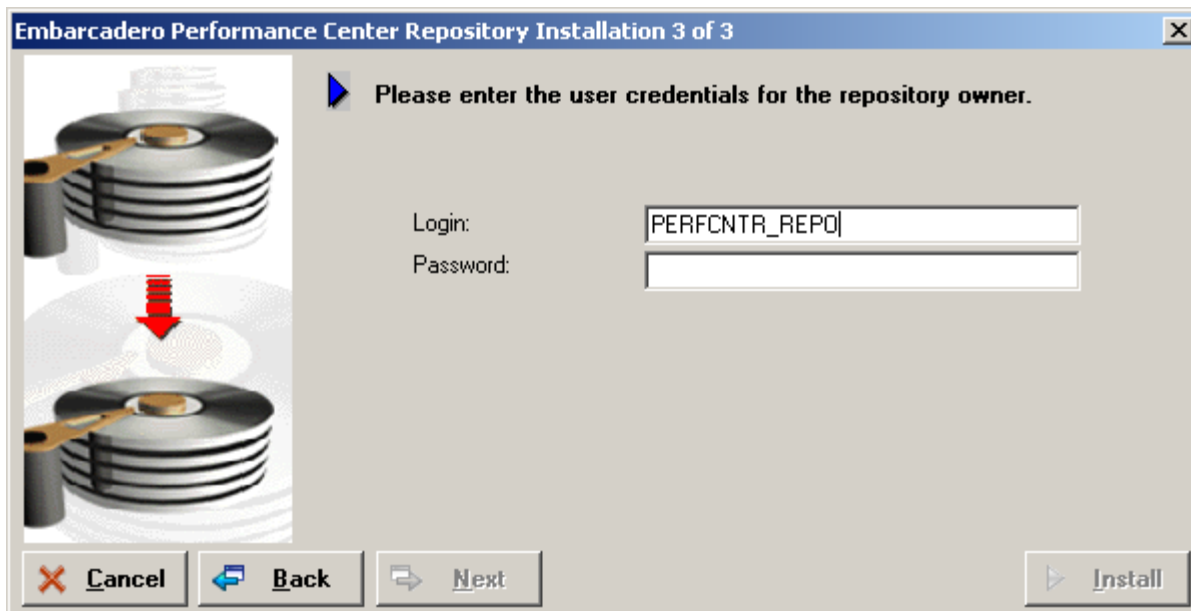 Embarcadero Performance Center Repository Installation 3 of 3
Please enter the user credentials for the repository owner.
Login: PERFCNTR_REPO
Password:
Cancel Back Next Install